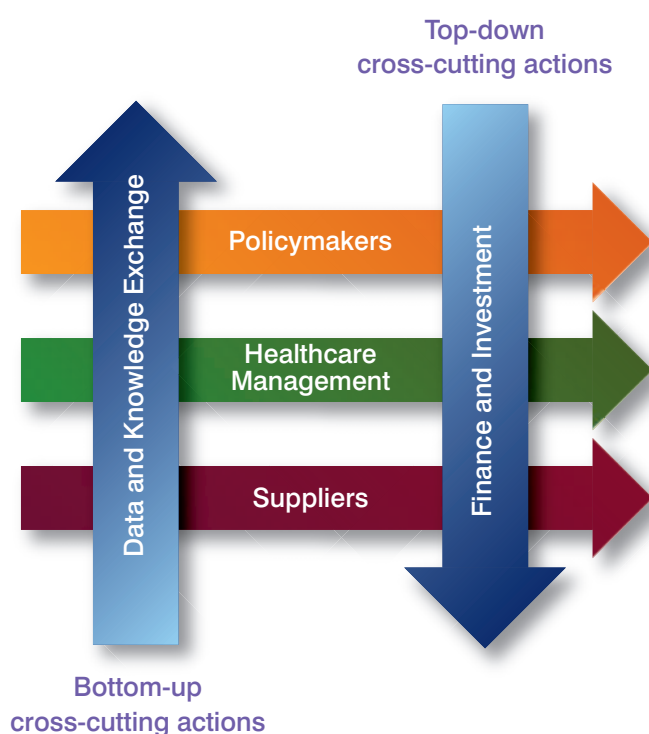 Top-down
cross-cutting actions
Data and Knowledge Exchange
Policymakers
Healthcare
Management
Suppliers
Finance and Investment
Bottom-up
cross-cutting actions